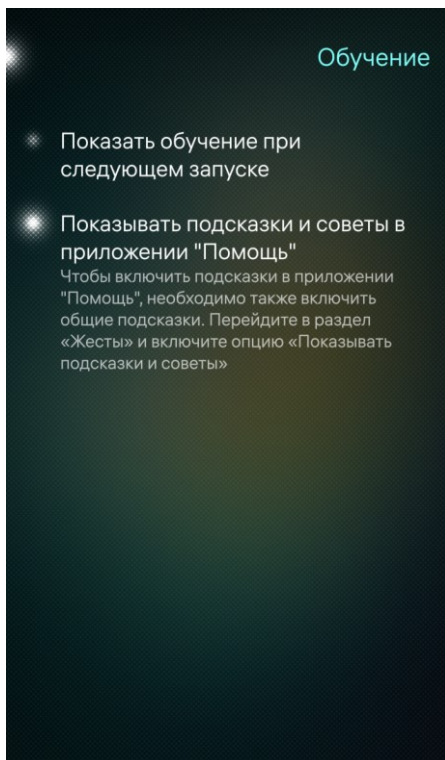 Обучение
Показать обучение при
следующем запуске
Показывать подсказки и советы в
приложении "Помощь"
Чтобы включить подсказки в приложении
"Помощь", необходимо также включить
общие подсказки. Перейдите в раздел
«Жесты» и включите опцию «Показывать
подсказки и советы»